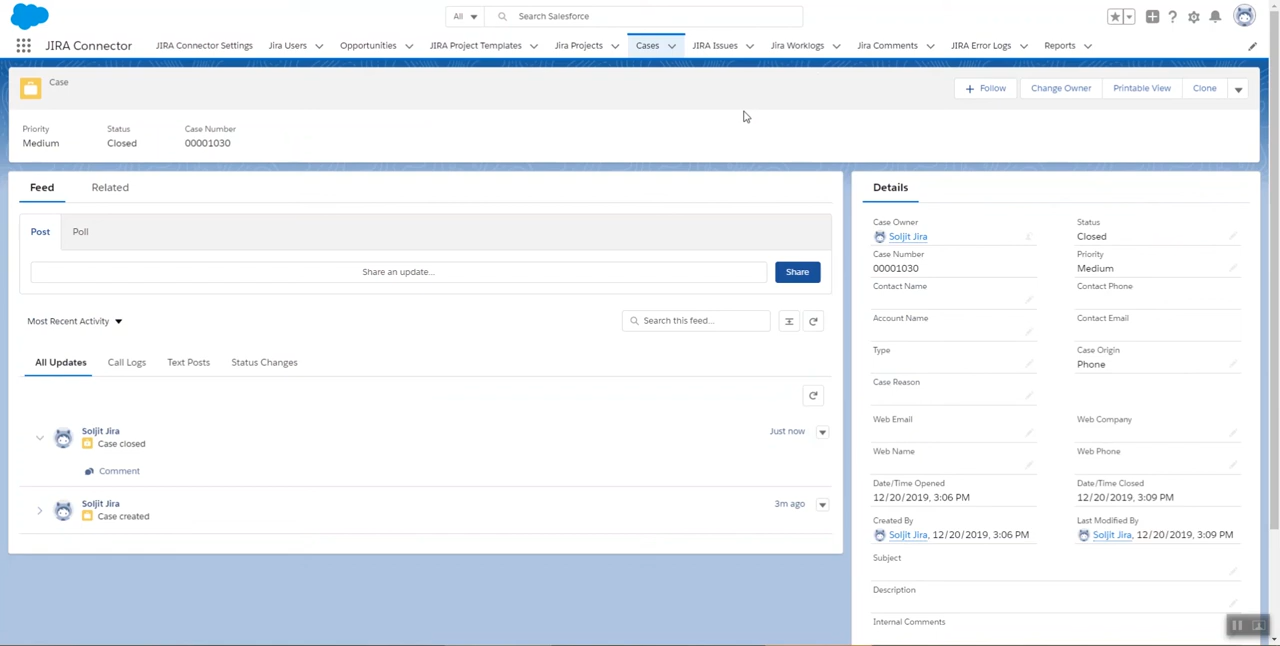 All
Search Salesforce
JIRA Connector
JIRA Connector Settings
Jira Users
Opportunities
JIRA Project Templates
Jira Projects
Cases
JIRA Issues
Jira Worklogs
Jira Comments
JIRA Error Logs
Reports
Case
Follow
Change Owner
Printable View
Clone
Priority
Status
Case Number
Medium
Closed
00001030
Feed
Related
Post
Poll
Share an update...
Share
Most Recent Activity
Search this feed...
All Updates
Call Logs
Text Posts
Status Changes
Soljit Jira
Just now
Case closed
Comment
Soljit Jira
3m ago
Case created
Details
Case Owner
Soljit Jira
Status
Closed
Case Number
00001030
Priority
Medium
Contact Name
Contact Phone
Account Name
Contact Email
Type
Case Origin
Phone
Case Reason
Web Email
Web Company
Web Name
Web Phone
Date/Time Opened
12/20/2019, 3:06 PM
Date/Time Closed
12/20/2019, 3:09 PM
Created By
Soljit Jira, 12/20/2019, 3:06 PM
Last Modified By
Soljit Jira, 12/20/2019, 3:09 PM
Subject
Description
Internal Comments